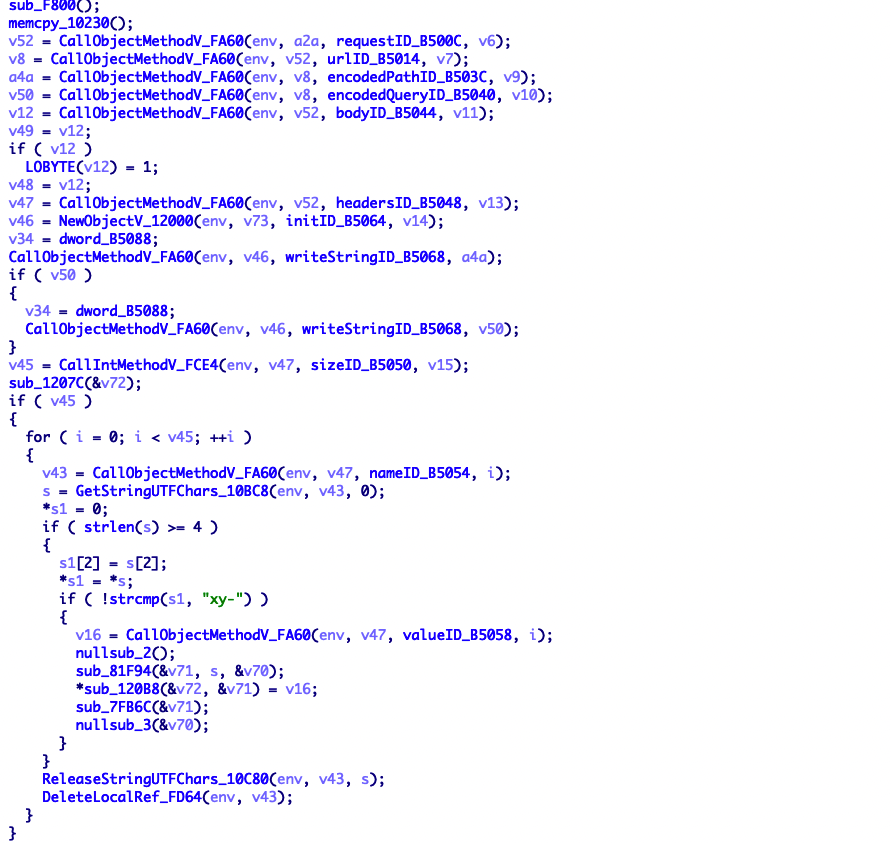 sub_F800();
memcpy_10230();
v52 = CallObjectMethodV_FA60(env, a2a, requestID_B500C, v6);
v8 = CallObjectMethodV_FA60(env, v52, urlID_B5014, v7);
a4a = CallObjectMethodV_FA60(env, v8, encodedPathID_B503C, v9);
v50 = CallObjectMethodV_FA60(env, v8, encodedQueryID_B5040, v10);
v12 = CallObjectMethodV_FA60(env, v52, bodyID_B5044, v11);
v49 = v12;
if ( v12 )
  LOBYTE(v12) = 1;
v48 = v12;
v47 = CallObjectMethodV_FA60(env, v52, headersID_B5048, v13);
v46 = NewObjectV_12000(env, v73, initID_B5064, v14);
v34 = dword_B5088;
CallObjectMethodV_FA60(env, v46, writeStringID_B5068, a4a);
if ( v50 )
{
  v34 = dword_B5088;
  CallObjectMethodV_FA60(env, v46, writeStringID_B5068, v50);
}
v45 = CallIntMethodV_FCE4(env, v47, sizeID_B5050, v15);
sub_1207C(&v72);
if ( v45 )
{
  for ( i = 0; i < v45; ++i )
  {
    v43 = CallObjectMethodV_FA60(env, v47, nameID_B5054, i);
    s = GetStringUTFChars_10BC8(env, v43, 0);
    *s1 = 0;
    if ( strlen(s) >= 4 )
    {
      s1[2] = s[2];
      *s1 = *s;
      if ( !strcmp(s1, "xy-") )
      {
        v16 = CallObjectMethodV_FA60(env, v47, valueID_B5058, i);
        nullsub_2();
        sub_81F94(&v71, s, &v70);
        *sub_120B8(&v72, &v71) = v16;
        sub_7FB6C(&v71);
        nullsub_3(&v70);
      }
    }
    ReleaseStringUTFChars_10C80(env, v43, s);
    DeleteLocalRef_FD64(env, v43);
  }
}